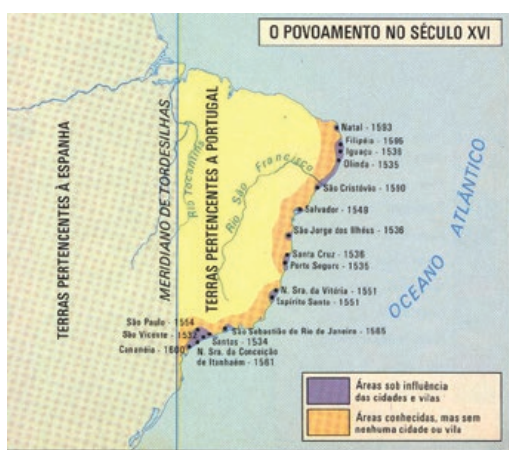 O POVOAMENTO NO SÉCULO XVI
TERRAS PERTENCENTES À ESPANHA
MERIDIANO DE TORDESILHAS
TERRAS PERTENCENTES A PORTUGAL
Rio Tocantins
Rio São Francisco
OCEANO ATLÂNTICO
Natal - 1593
Filipéia - 1585
Iguaçu - 1536
Olinda - 1535
São Cristóvão - 1590
Salvador - 1549
São Jorge dos Ilhéus - 1536
Santa Cruz - 1536
Porto Seguro - 1535
N. Sra. da Vitória - 1551
Espírito Santo - 1551
São Sebastião do Rio de Janeiro - 1565
São Paulo - 1554
São Vicente - 1532
Santos - 1534
Cananéia - 1600
N. Sra. da Conceição
de Itanhaém - 1561
Áreas sob influência
das cidades e vilas
Áreas conhecidas, mas sem
nenhuma cidade ou vila